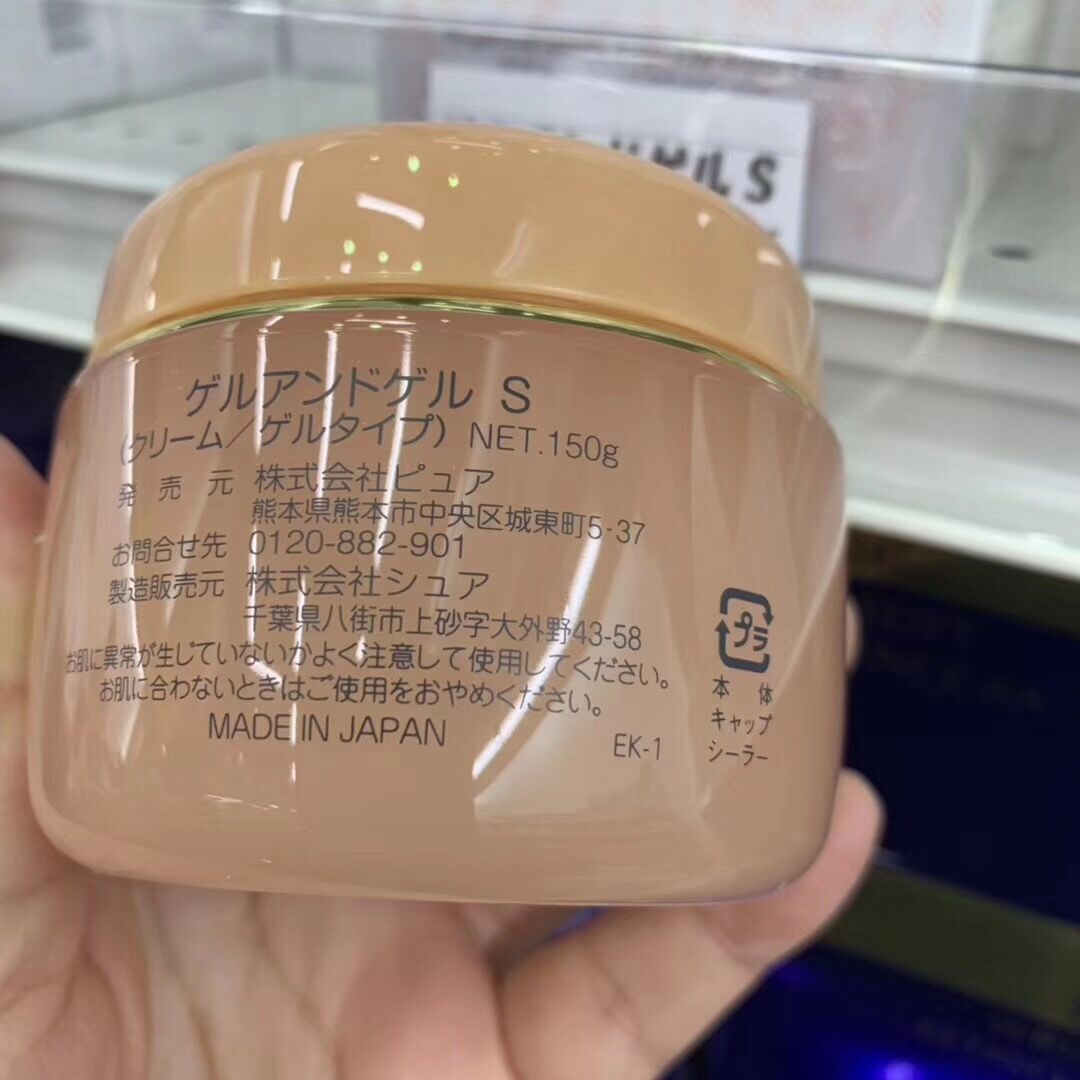 ゲルアンドゲル S
(クリーム／ゲルタイプ) NET.150g
発売元 株式会社ピュア
熊本県熊本市中央区城東町5-37
お問合せ先 0120-882-901
製造販売元 株式会社シュア
千葉県八街市上砂字大外野43-58
お肌に異常が生じていないかよく注意して使用してください。
お肌に合わないときはご使用をおやめください。
MADE IN JAPAN
EK-1
プラ
本体
キャップ
シーラー